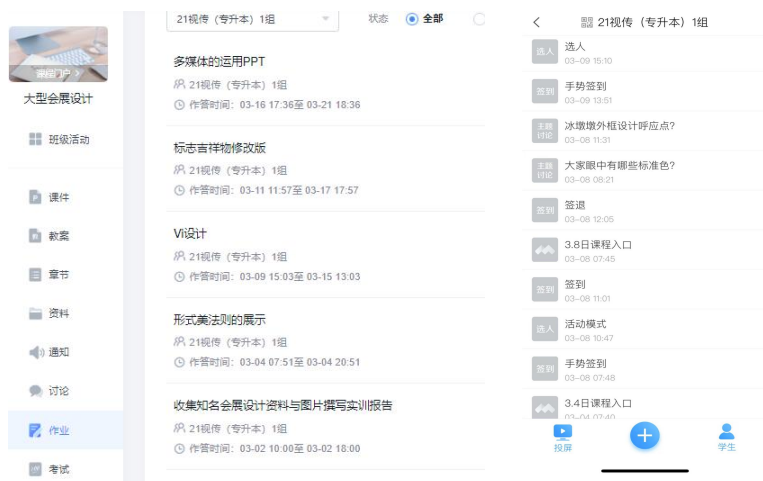 课程门户 >
大型会展设计
班级活动
课件
教案
章节
资料
通知
讨论
作业
考试
21视传（专升本）1组
状态
全部
多媒体的运用PPT
21视传（专升本）1组
作答时间：03-16 17:36至 03-21 18:36
标志吉祥物修改版
21视传（专升本）1组
作答时间：03-11 11:57至 03-17 17:57
VI设计
21视传（专升本）1组
作答时间：03-09 15:03至 03-15 13:03
形式美法则的展示
21视传（专升本）1组
作答时间：03-04 07:51至 03-04 20:51
收集知名会展设计资料与图片撰写实训报告
21视传（专升本）1组
作答时间：03-02 10:00至 03-02 18:00
21视传（专升本）1组
选人
选人
03-09 15:10
签到
手势签到
03-09 13:51
主题讨论
冰墩墩外框设计呼应点?
03-08 11:31
主题讨论
大家眼中有哪些标准色?
03-08 08:21
签到
签退
03-08 12:05
3.8日课程入口
03-08 07:45
签到
签到
03-08 11:01
选人
活动模式
03-08 10:47
签到
手势签到
03-08 07:48
3.4日课程入口
03-04 07:40
投屏
学生